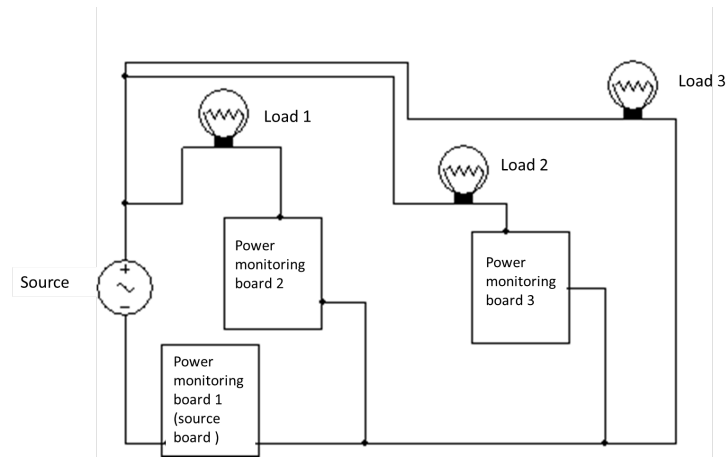 Load 3
Load 1
Load 2
Power
monitoring
board 2
Power
monitoring
board 3
Source
+
−
Power
monitoring
board 1
(source
board )